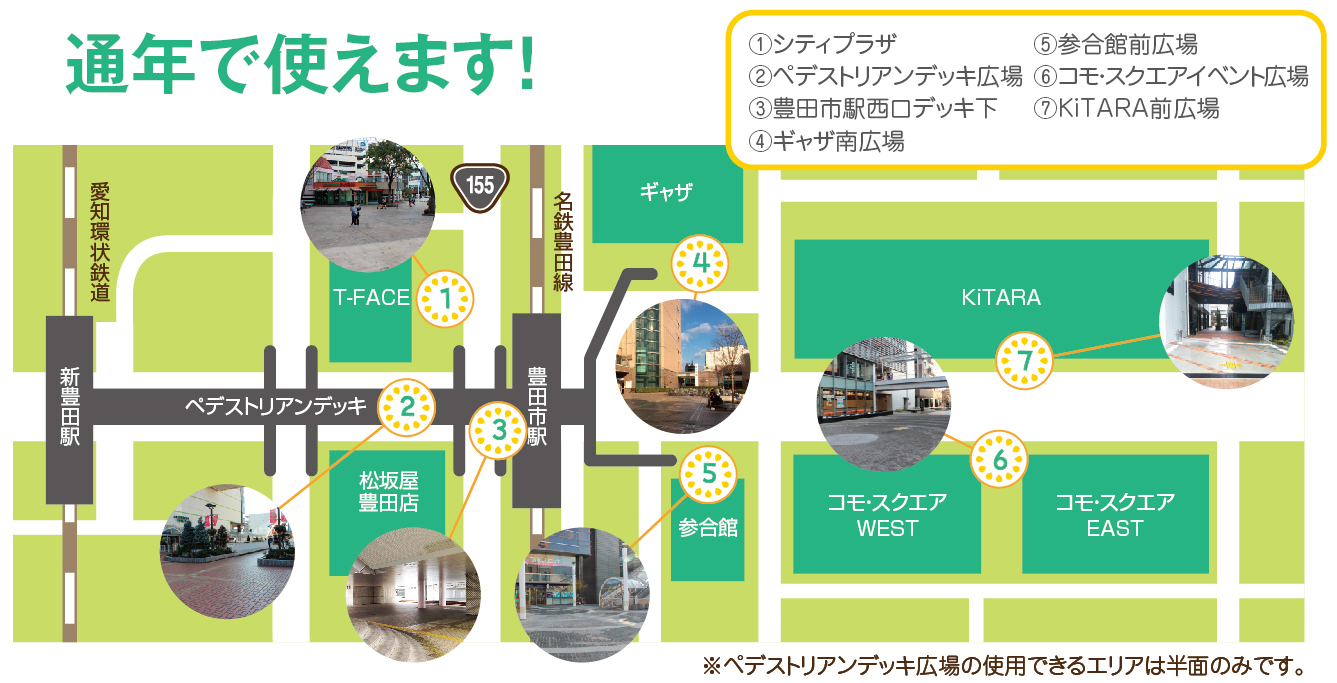 通年で使えます!
①シティプラザ
②ペデストリアンデッキ広場
③豊田市駅西口デッキ下
④ギャザ南広場
⑤参合館前広場
⑥コモ・スクエアイベント広場
⑦KiTARA前広場
愛知環状鉄道
155
名鉄豊田線
ギャザ
4
T-FACE
1
KiTARA
7
新豊田駅
ペデストリアンデッキ
2
3
豊田市駅
松坂屋
豊田店
5
参合館
6
コモ・スクエア
WEST
コモ・スクエア
EAST
※ペデストリアンデッキ広場の使用できるエリアは半面のみです。